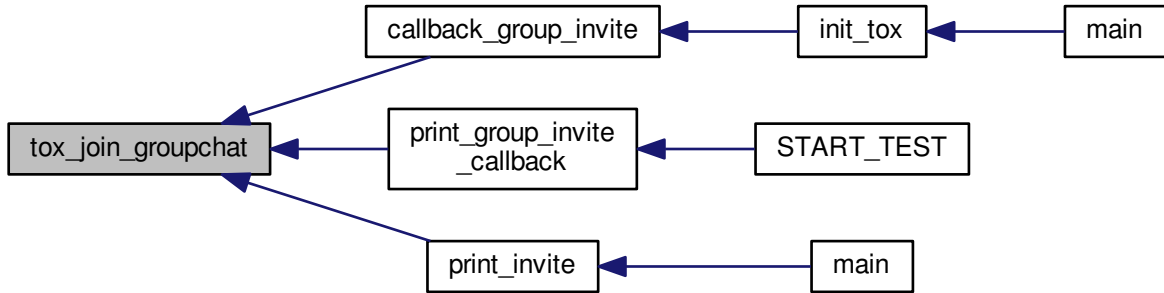 callback_group_invite
init_tox
main
tox_join_groupchat
print_group_invite
_callback
START_TEST
print_invite
main